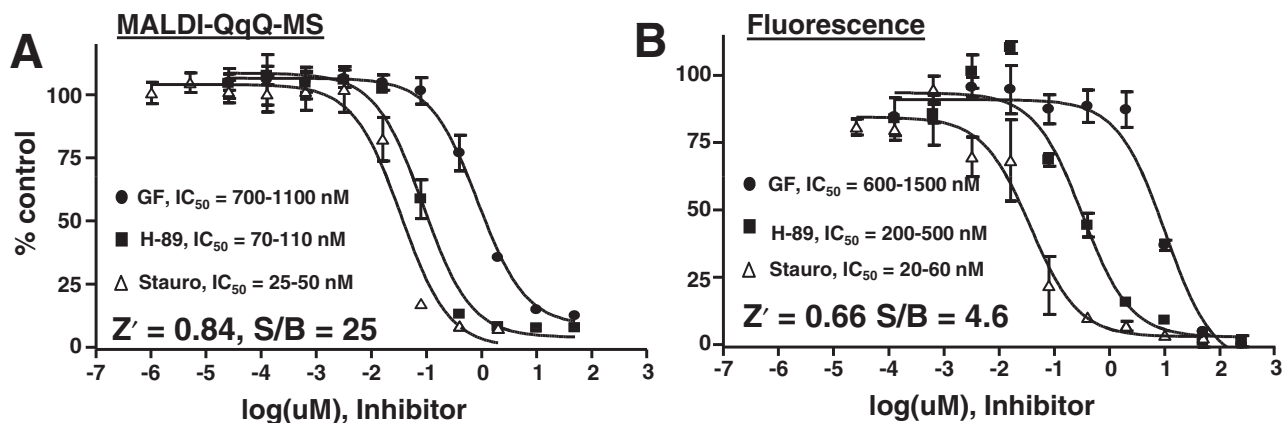 A
MALDI-QqQ-MS
% control
100
75
50
25
0
GF, IC50 = 700-1100 nM
H-89, IC50 = 70-110 nM
Stauro, IC50 = 25-50 nM
Z′ = 0.84, S/B = 25
-7 -6 -5 -4 -3 -2 -1 0 1 2 3
log(uM), Inhibitor
B
Fluorescence
100
75
50
25
0
GF, IC50 = 600-1500 nM
H-89, IC50 = 200-500 nM
Stauro, IC50 = 20-60 nM
Z′ = 0.66 S/B = 4.6
-7 -6 -5 -4 -3 -2 -1 0 1 2 3
log(uM), Inhibitor